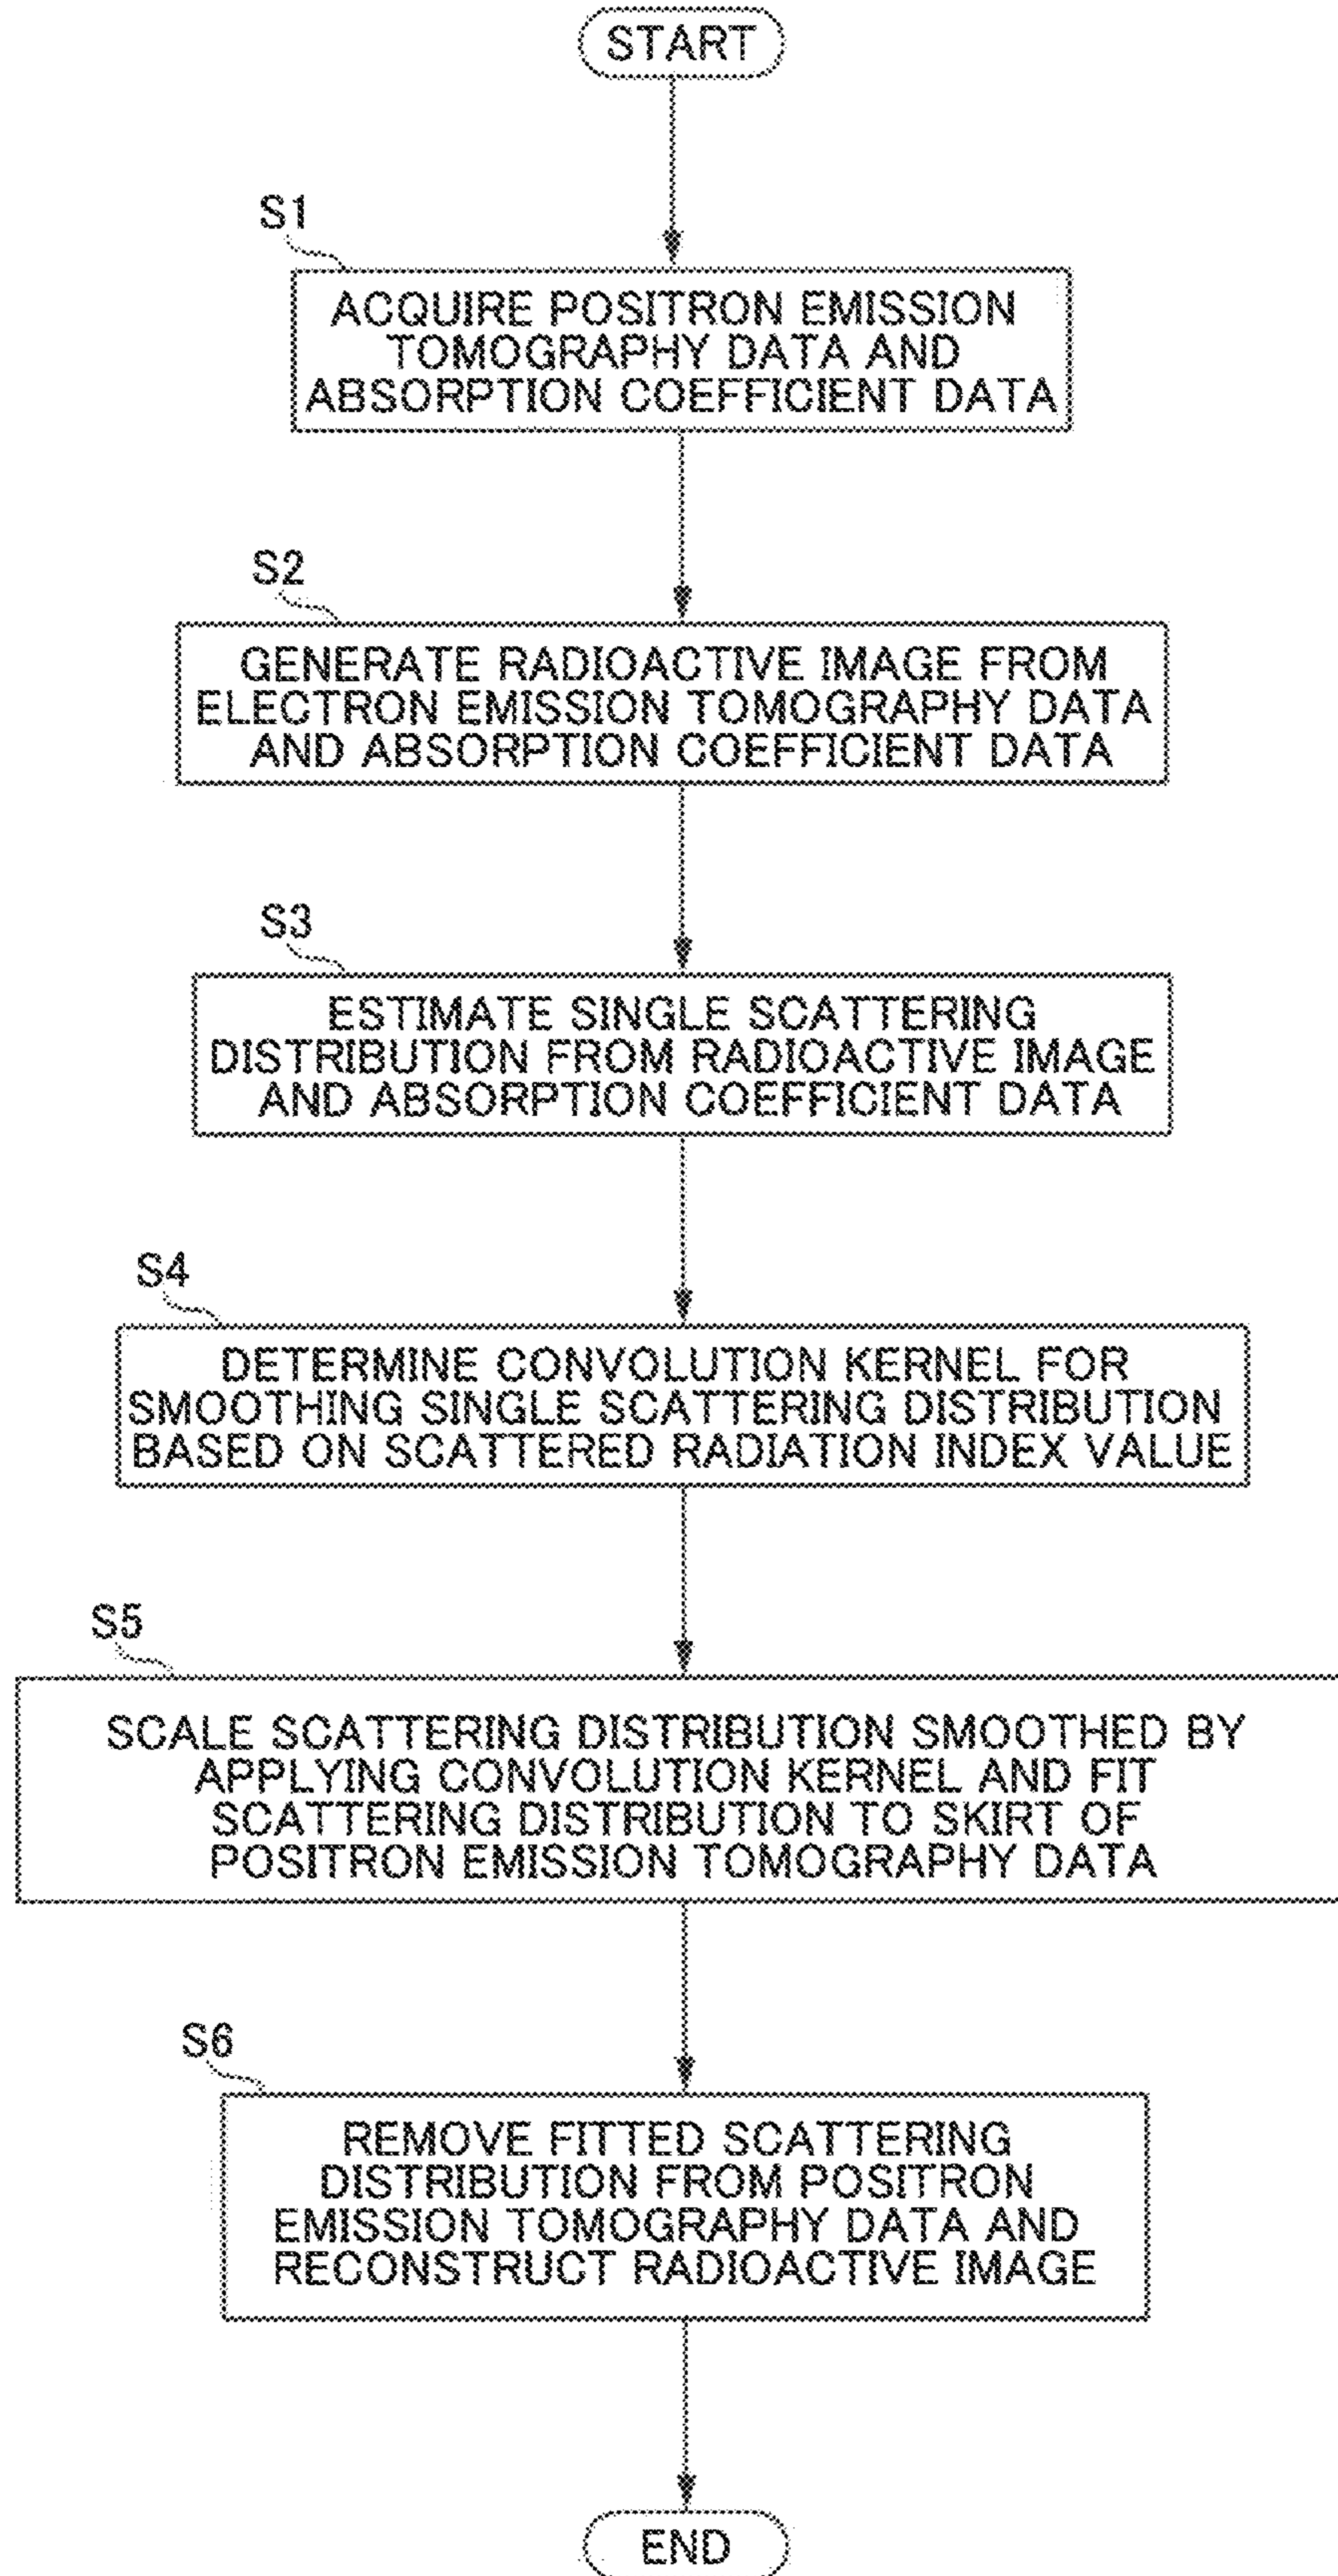 START
S1
ACQUIRE POSITRON EMISSION
TOMOGRAPHY DATA AND
ABSORPTION COEFFICIENT DATA
S2
GENERATE RADIOACTIVE IMAGE FROM
ELECTRON EMISSION TOMOGRAPHY DATA
AND ABSORPTION COEFFICIENT DATA
S3
ESTIMATE SINGLE SCATTERING
DISTRIBUTION FROM RADIOACTIVE IMAGE
AND ABSORPTION COEFFICIENT DATA
S4
DETERMINE CONVOLUTION KERNEL FOR
SMOOTHING SINGLE SCATTERING DISTRIBUTION
BASED ON SCATTERED RADIATION INDEX VALUE
S5
SCALE SCATTERING DISTRIBUTION SMOOTHED BY
APPLYING CONVOLUTION KERNEL AND FIT
SCATTERING DISTRIBUTION TO SKIRT OF
POSITRON EMISSION TOMOGRAPHY DATA
S6
REMOVE FITTED SCATTERING
DISTRIBUTION FROM POSITRON
EMISSION TOMOGRAPHY DATA AND
RECONSTRUCT RADIOACTIVE IMAGE
END